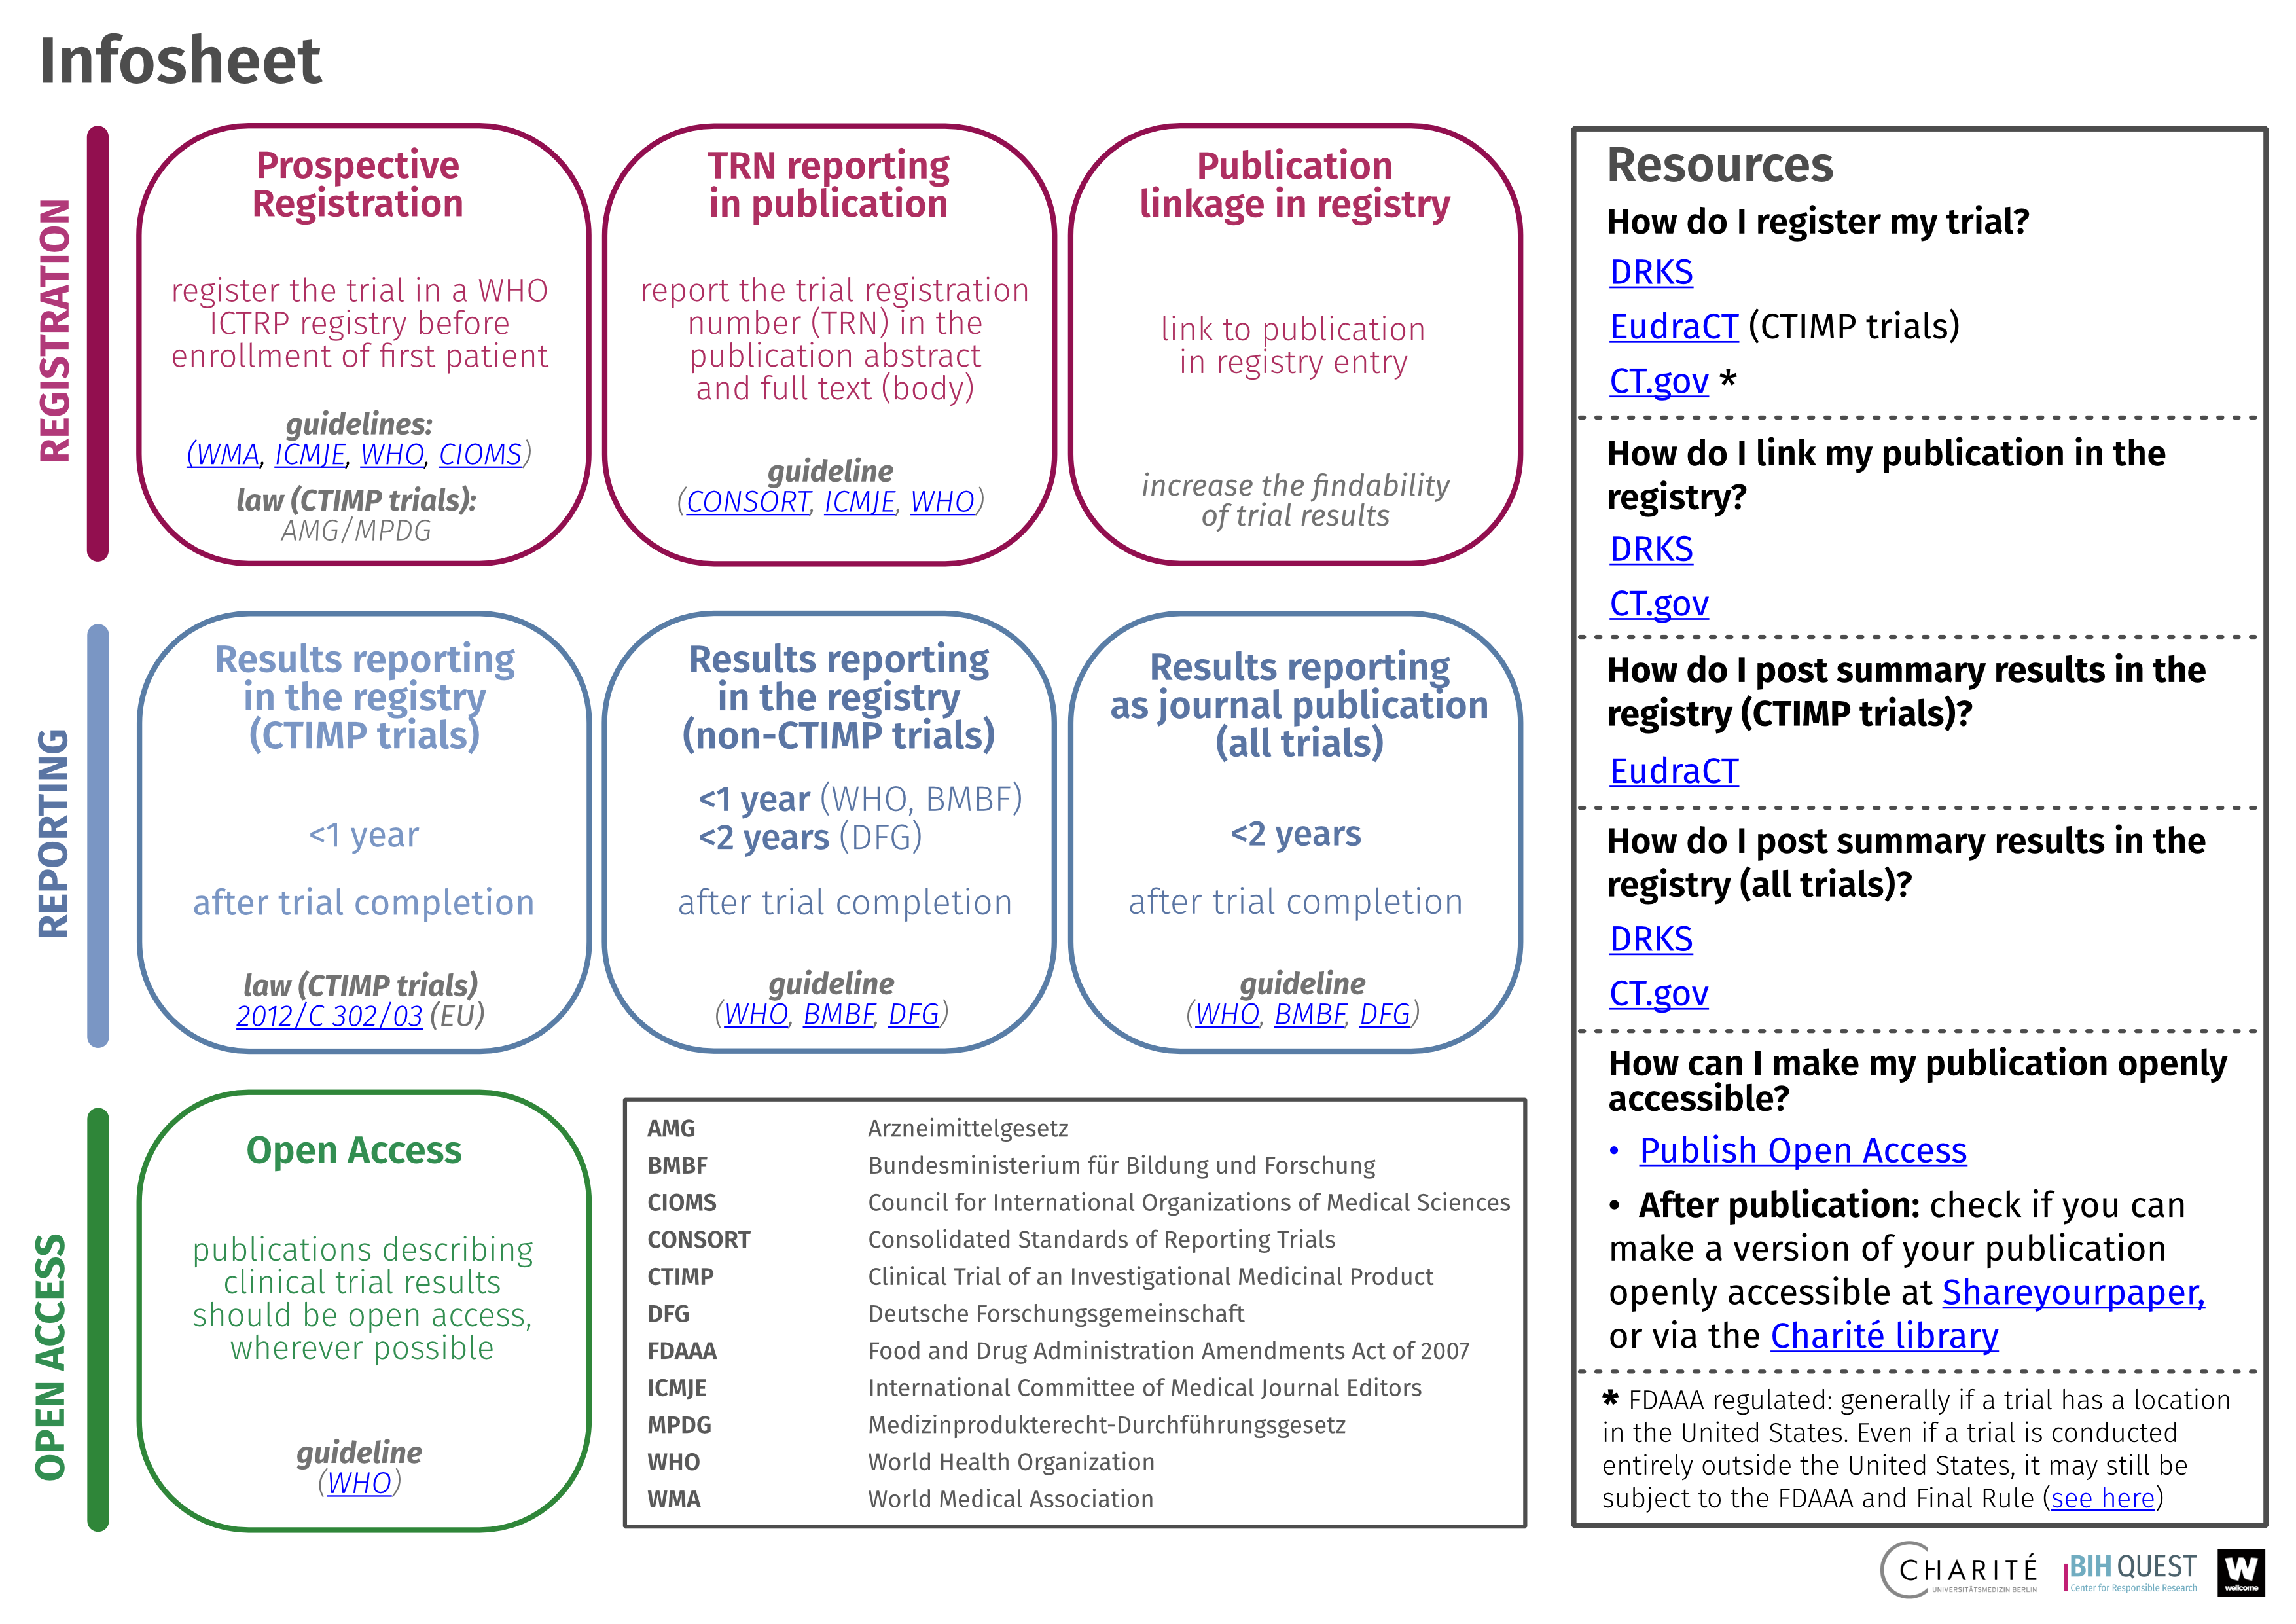 Infosheet
REGISTRATION
Prospective
Registration
register the trial in a WHO
ICTRP registry before
enrollment of first patient
guidelines:
(WMA, ICMJE, WHO, CIOMS)
law (CTIMP trials):
AMG/MPDG
TRN reporting
in publication
report the trial registration
number (TRN) in the
publication abstract
and full text (body)
guideline
(CONSORT, ICMJE, WHO)
Publication
linkage in registry
link to publication
in registry entry
increase the findability
of trial results
REPORTING
Results reporting
in the registry
(CTIMP trials)
<1 year
after trial completion
law (CTIMP trials)
2012/C 302/03 (EU)
Results reporting
in the registry
(non-CTIMP trials)
<1 year (WHO, BMBF)
<2 years (DFG)
after trial completion
guideline
(WHO, BMBF, DFG)
Results reporting
as journal publication
(all trials)
<2 years
after trial completion
guideline
(WHO, BMBF, DFG)
OPEN ACCESS
Open Access
publications describing
clinical trial results
should be open access,
wherever possible
guideline
(WHO)
AMG Arzneimittelgesetz
BMBF Bundesministerium für Bildung und Forschung
CIOMS Council for International Organizations of Medical Sciences
CONSORT Consolidated Standards of Reporting Trials
CTIMP Clinical Trial of an Investigational Medicinal Product
DFG Deutsche Forschungsgemeinschaft
FDAAA Food and Drug Administration Amendments Act of 2007
ICMJE International Committee of Medical Journal Editors
MPDG Medizinprodukterecht-Durchführungsgesetz
WHO World Health Organization
WMA World Medical Association
Resources
How do I register my trial?
DRKS
EudraCT (CTIMP trials)
CT.gov *
How do I link my publication in the
registry?
DRKS
CT.gov
How do I post summary results in the
registry (CTIMP trials)?
EudraCT
How do I post summary results in the
registry (all trials)?
DRKS
CT.gov
How can I make my publication openly
accessible?
• Publish Open Access
• After publication: check if you can
make a version of your publication
openly accessible at Shareyourpaper,
or via the Charité library
* FDAAA regulated: generally if a trial has a location
in the United States. Even if a trial is conducted
entirely outside the United States, it may still be
subject to the FDAAA and Final Rule (see here)
CHARITÉ
UNIVERSITÄTSMEDIZIN BERLIN
BIH QUEST
Center for Responsible Research
W
wellcome